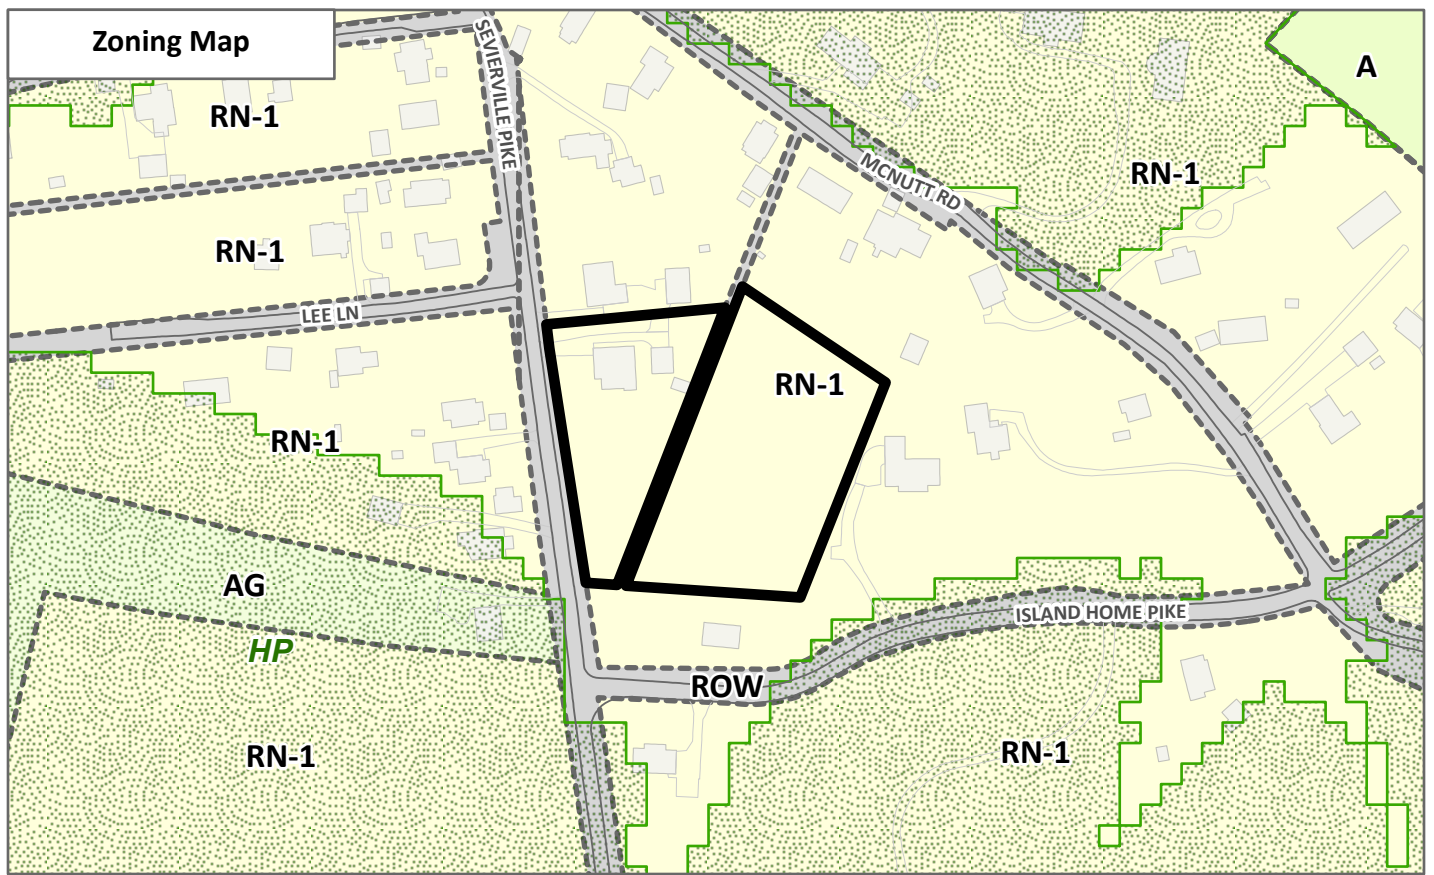 Zoning Map
SEVIERVILLE PIKE
A
RN-1
MCNUTT RD
RN-1
RN-1
LEE LN
RN-1
RN-1
AG
ISLAND HOME PIKE
HP
ROW
RN-1
RN-1